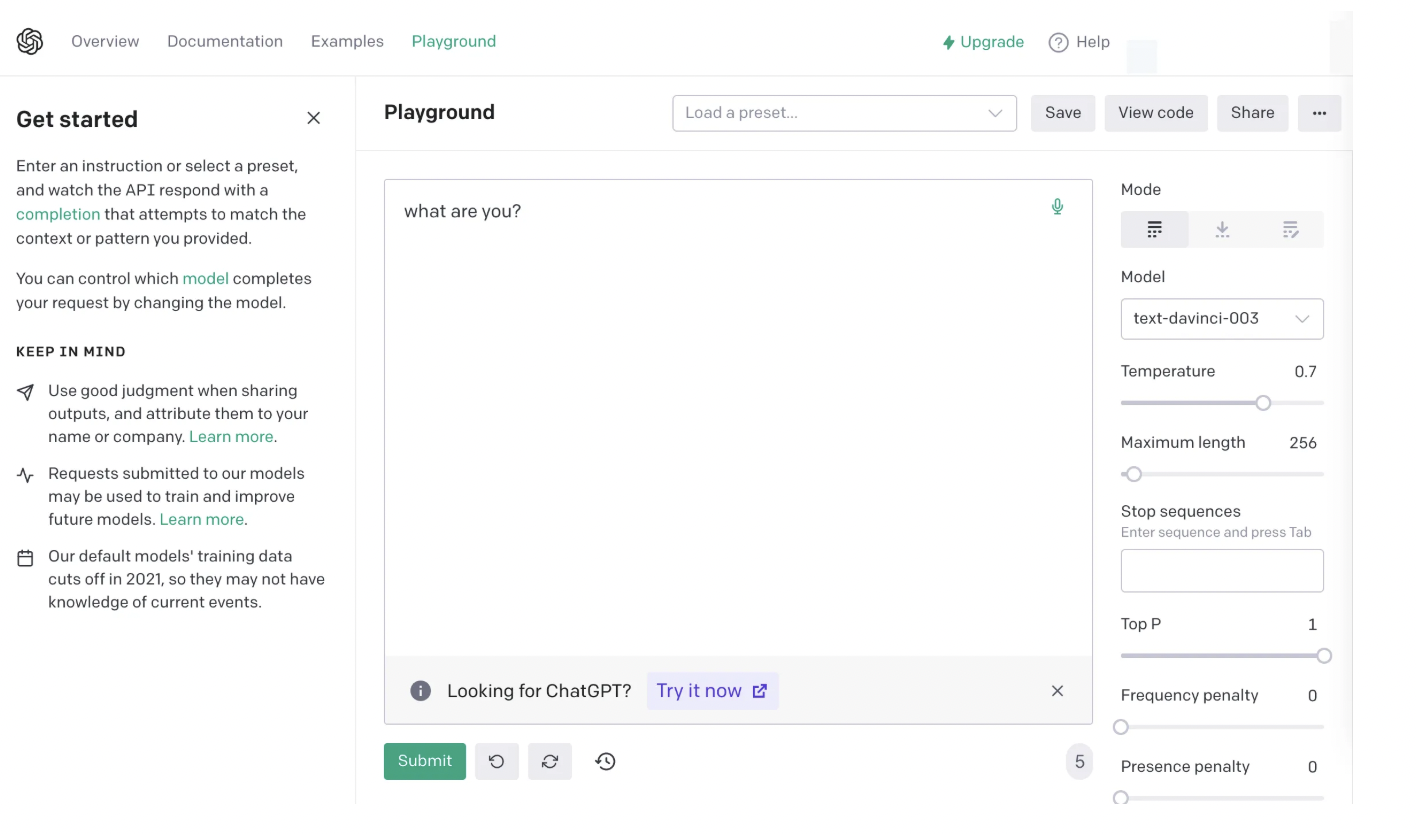 Overview Documentation Examples Playground Upgrade Help
Get started
Enter an instruction or select a preset,
and watch the API respond with a
completion that attempts to match the
context or pattern you provided.
You can control which model completes
your request by changing the model.
KEEP IN MIND
Use good judgment when sharing
outputs, and attribute them to your
name or company. Learn more.
Requests submitted to our models
may be used to train and improve
future models. Learn more.
Our default models' training data
cuts off in 2021, so they may not have
knowledge of current events.
Playground
Load a preset...
Save
View code
Share
what are you?
Looking for ChatGPT? Try it now
Submit
5
Mode
Model
text-davinci-003
Temperature 0.7
Maximum length 256
Stop sequences
Enter sequence and press Tab
Top P 1
Frequency penalty 0
Presence penalty 0